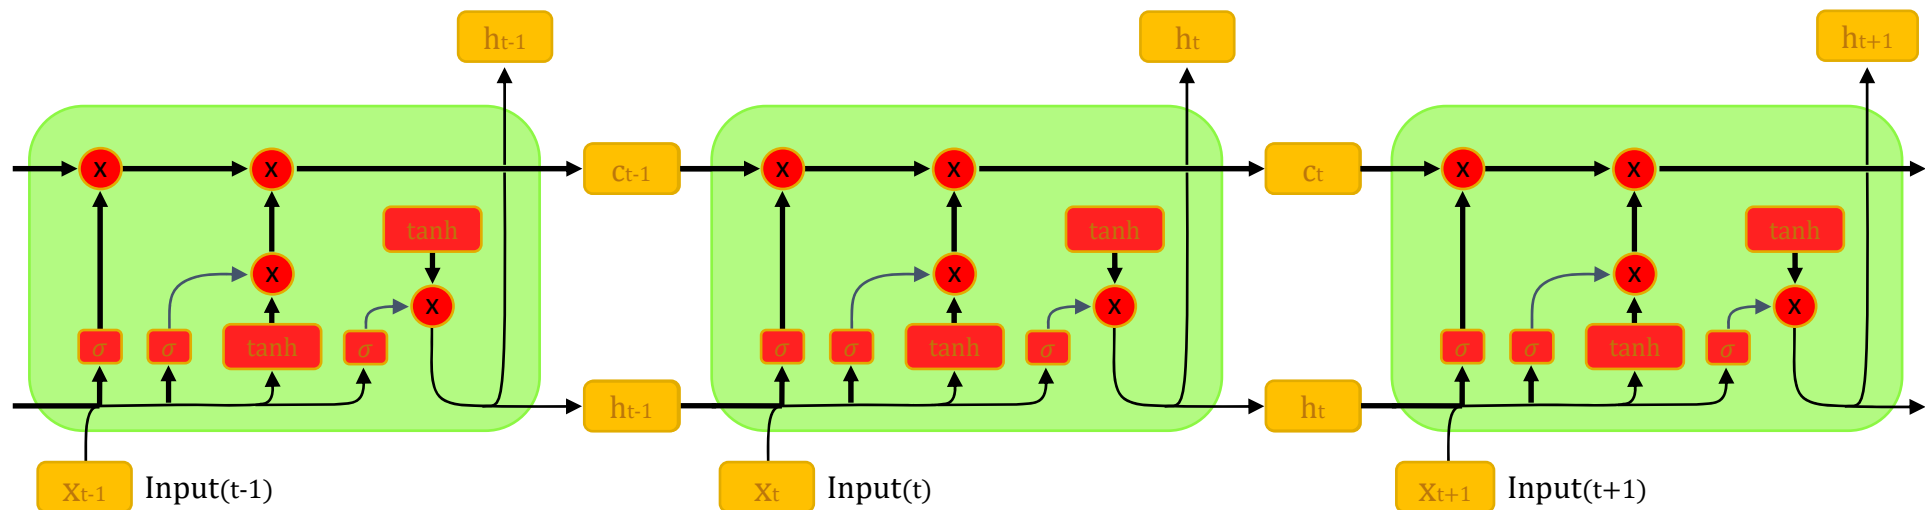 ht-1
ht
ht+1
x x ct-1 x x ct x x
tanh tanh tanh
x x x
x x x
σ σ tanh σ σ σ tanh σ σ σ tanh σ
ht-1 ht
xt-1 Input(t-1) xt Input(t) xt+1 Input(t+1)